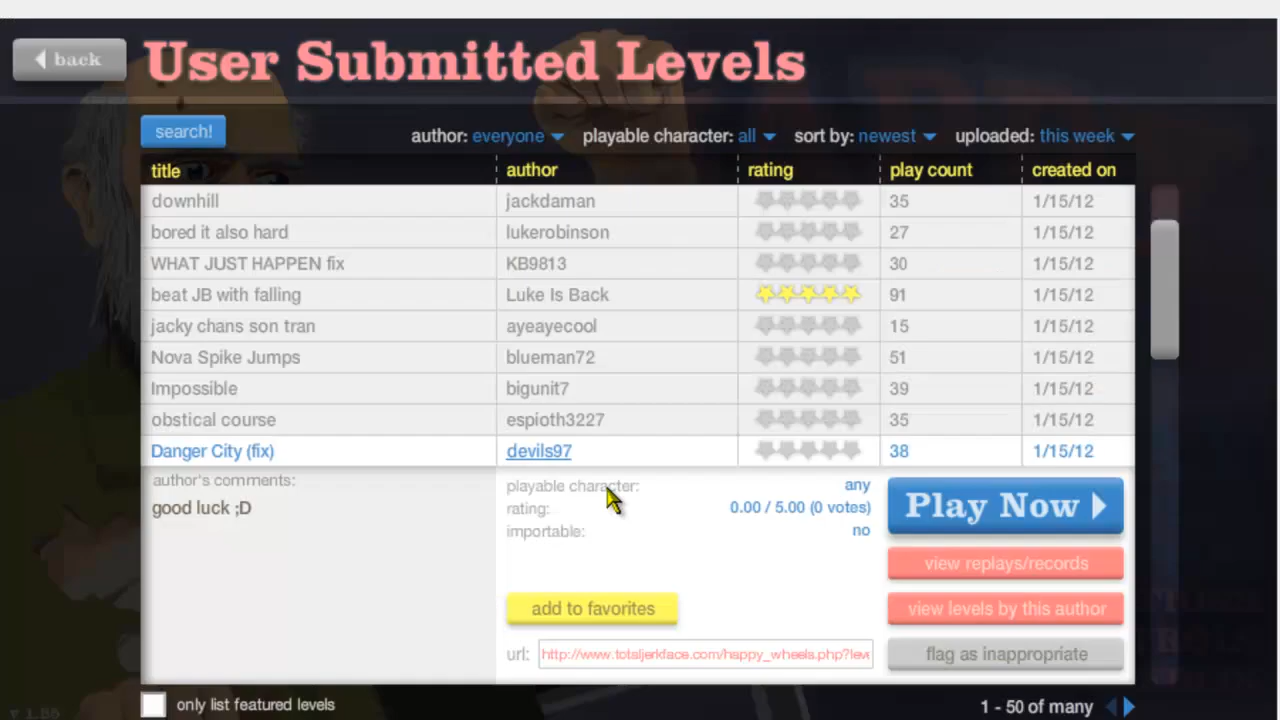 back
User Submitted Levels
search! author: everyone playable character: all sort by: newest uploaded: this week
title author rating play count created on
downhill jackdaman 35 1/15/12
bored it also hard lukerobinson 27 1/15/12
WHAT JUST HAPPEN fix KB9813 30 1/15/12
beat JB with falling Luke Is Back 91 1/15/12
jacky chans son tran ayeayecool 15 1/15/12
Nova Spike Jumps blueman72 51 1/15/12
Impossible bigunit7 39 1/15/12
obstical course espioth3227 35 1/15/12
Danger City (fix) devils97 38 1/15/12
author's comments:
good luck ;D
playable character: any
rating: 0.00 / 5.00 (0 votes)
importable: no
add to favorites
url: http://www.totaljerkface.com/happy_wheels.php?leve
Play Now
view replays/records
view levels by this author
flag as inappropriate
only list featured levels
1 - 50 of many